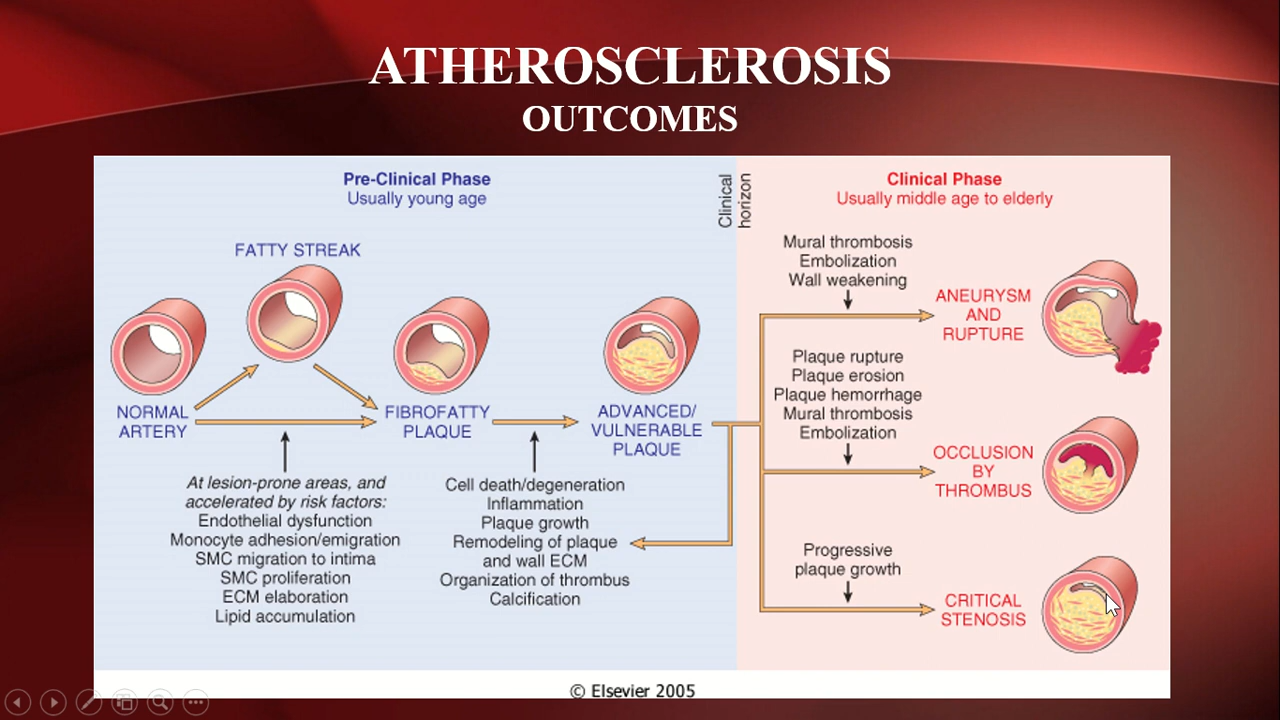 ATHEROSCLEROSIS
OUTCOMES
Pre-Clinical Phase
Usually young age
Clinical
horizon
Clinical Phase
Usually middle age to elderly
FATTY STREAK
NORMAL
ARTERY
FIBROFATTY
PLAQUE
ADVANCED/
VULNERABLE
PLAQUE
At lesion-prone areas, and
accelerated by risk factors:
Endothelial dysfunction
Monocyte adhesion/emigration
SMC migration to intima
SMC proliferation
ECM elaboration
Lipid accumulation
Cell death/degeneration
Inflammation
Plaque growth
Remodeling of plaque
and wall ECM
Organization of thrombus
Calcification
Mural thrombosis
Embolization
Wall weakening
ANEURYSM
AND
RUPTURE
Plaque rupture
Plaque erosion
Plaque hemorrhage
Mural thrombosis
Embolization
OCCLUSION
BY
THROMBUS
Progressive
plaque growth
CRITICAL
STENOSIS
© Elsevier 2005